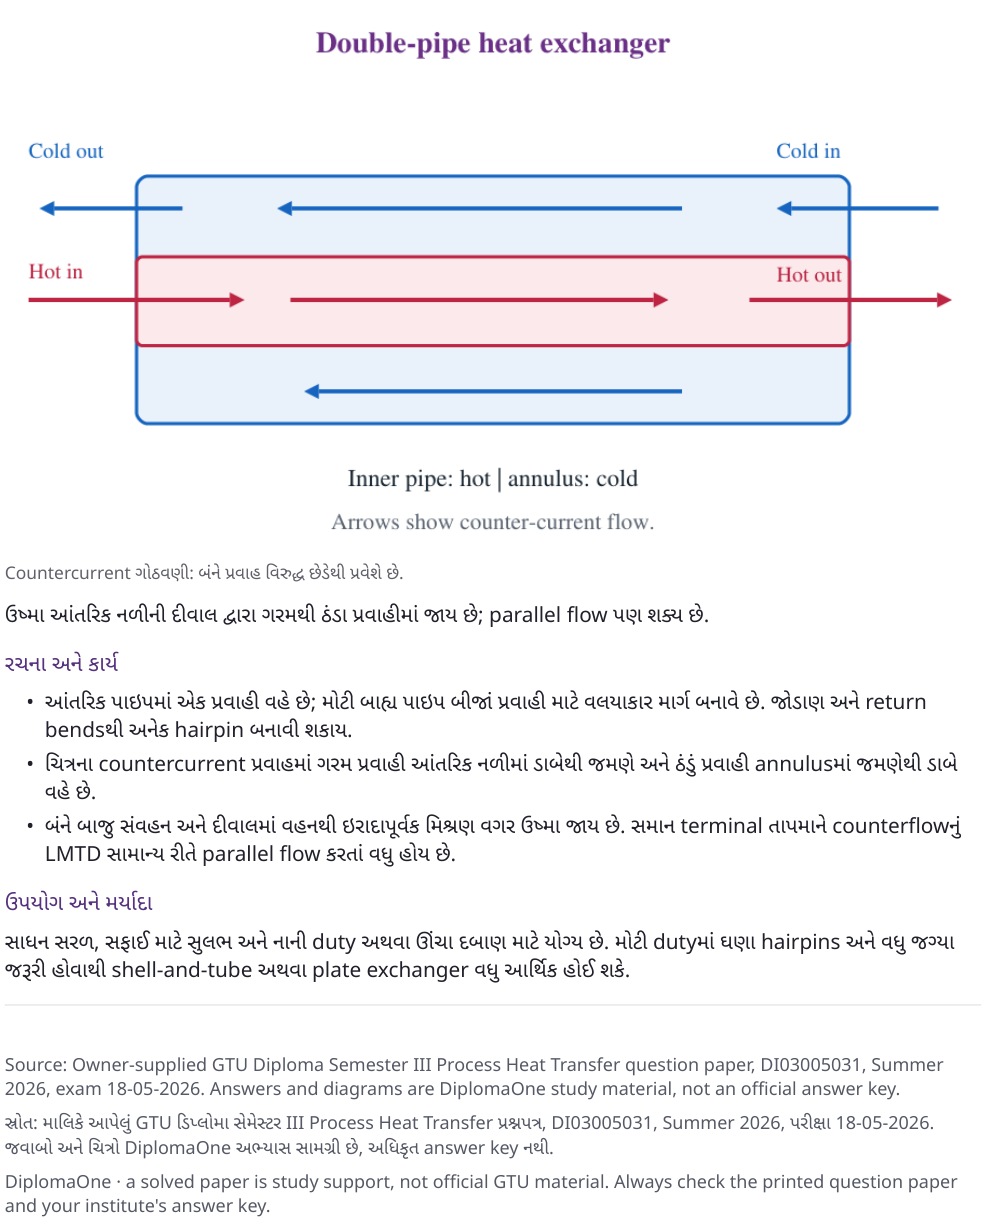 Double-pipe heat exchanger
Cold out
Cold in
Hot in
Hot out
Inner pipe: hot | annulus: cold
Arrows show counter-current flow.
Countercurrent ગોઠવણી: બંને પ્રવાહ વિરુદ્ધ છેડેથી પ્રવેશે છે.
ઉષ્મા આંતરિક નળીની દીવાલ દ્વારા ગરમથી ઠંડા પ્રવાહીમાં જાય છે; parallel flow પણ શક્ય છે.
રચના અને કાર્ય
• આંતરિક પાઇપમાં એક પ્રવાહી વહે છે; મોટી બાહ્ય પાઇપ બીજાં પ્રવાહી માટે વલયાકાર માર્ગ બનાવે છે. જોડાણ અને return
bendsથી અનેક hairpin બનાવી શકાય.
• ચિત્રના countercurrent પ્રવાહમાં ગરમ પ્રવાહી આંતરિક નળીમાં ડાબેથી જમણે અને ઠંડું પ્રવાહી annulusમાં જમણેથી ડાબે
વહે છે.
• બંને બાજુ સંવહન અને દીવાલમાં વહનથી ઇરાદાપૂર્વક મિશ્રણ વગર ઉષ્મા જાય છે. સમાન terminal તાપમાને counterflowનું
LMTD સામાન્ય રીતે parallel flow કરતાં વધુ હોય છે.
ઉપયોગ અને મર્યાદા
સાધન સરળ, સફાઈ માટે સુલભ અને નાની duty અથવા ઊંચા દબાણ માટે યોગ્ય છે. મોટી dutyમાં ઘણા hairpins અને વધુ જગ્યા
જરૂરી હોવાથી shell-and-tube અથવા plate exchanger વધુ આર્થિક હોઈ શકે.
Source: Owner-supplied GTU Diploma Semester III Process Heat Transfer question paper, DI03005031, Summer
2026, exam 18-05-2026. Answers and diagrams are DiplomaOne study material, not an official answer key.
સ્રોત: માલિકે આપેલું GTU ડિપ્લોમા સેમેસ્ટર III Process Heat Transfer પ્રશ્નપત્ર, DI03005031, Summer 2026, પરીક્ષા 18-05-2026.
જવાબો અને ચિત્રો DiplomaOne અભ્યાસ સામગ્રી છે, અધિકૃત answer key નથી.
DiplomaOne · a solved paper is study support, not official GTU material. Always check the printed question paper
and your institute's answer key.